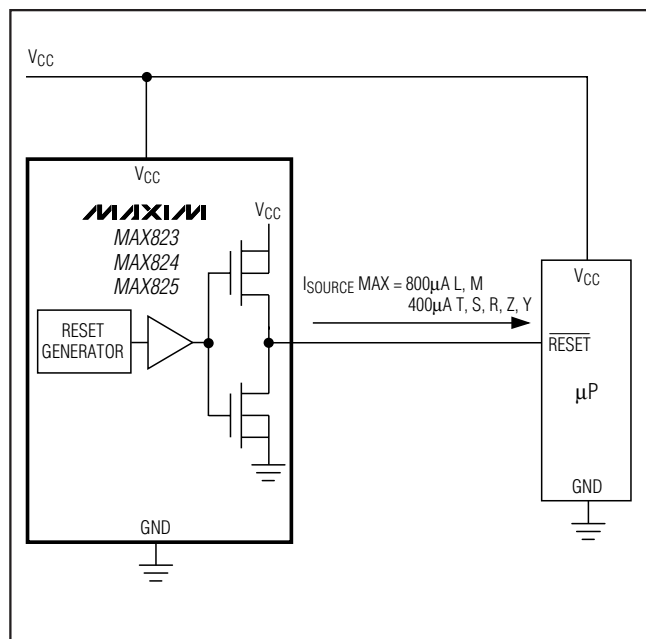 VCC
VCC
MAXIM
MAX823
MAX824
MAX825
VCC
RESET
GENERATOR
ISOURCE MAX = 800µA L, M
400µA T, S, R, Z, Y
VCC
RESET
µP
GND
GND